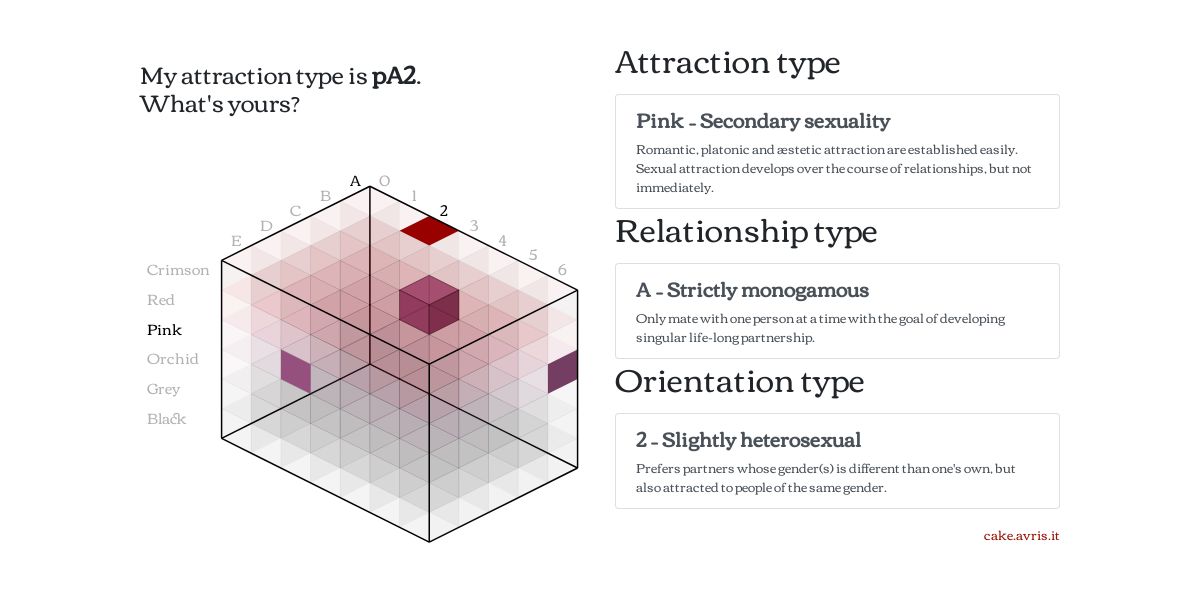 My attraction type is pA2.
What's yours?
A
O
B
1
C
2
D
3
E
4
5
6
Crimson
Red
Pink
Orchid
Grey
Black
Attraction type
Pink – Secondary sexuality
Romantic, platonic and æstetic attraction are established easily.
Sexual attraction develops over the course of relationships, but not
immediately.
Relationship type
A – Strictly monogamous
Only mate with one person at a time with the goal of developing
singular life-long partnership.
Orientation type
2 – Slightly heterosexual
Prefers partners whose gender(s) is different than one's own, but
also attracted to people of the same gender.
cake.avris.it